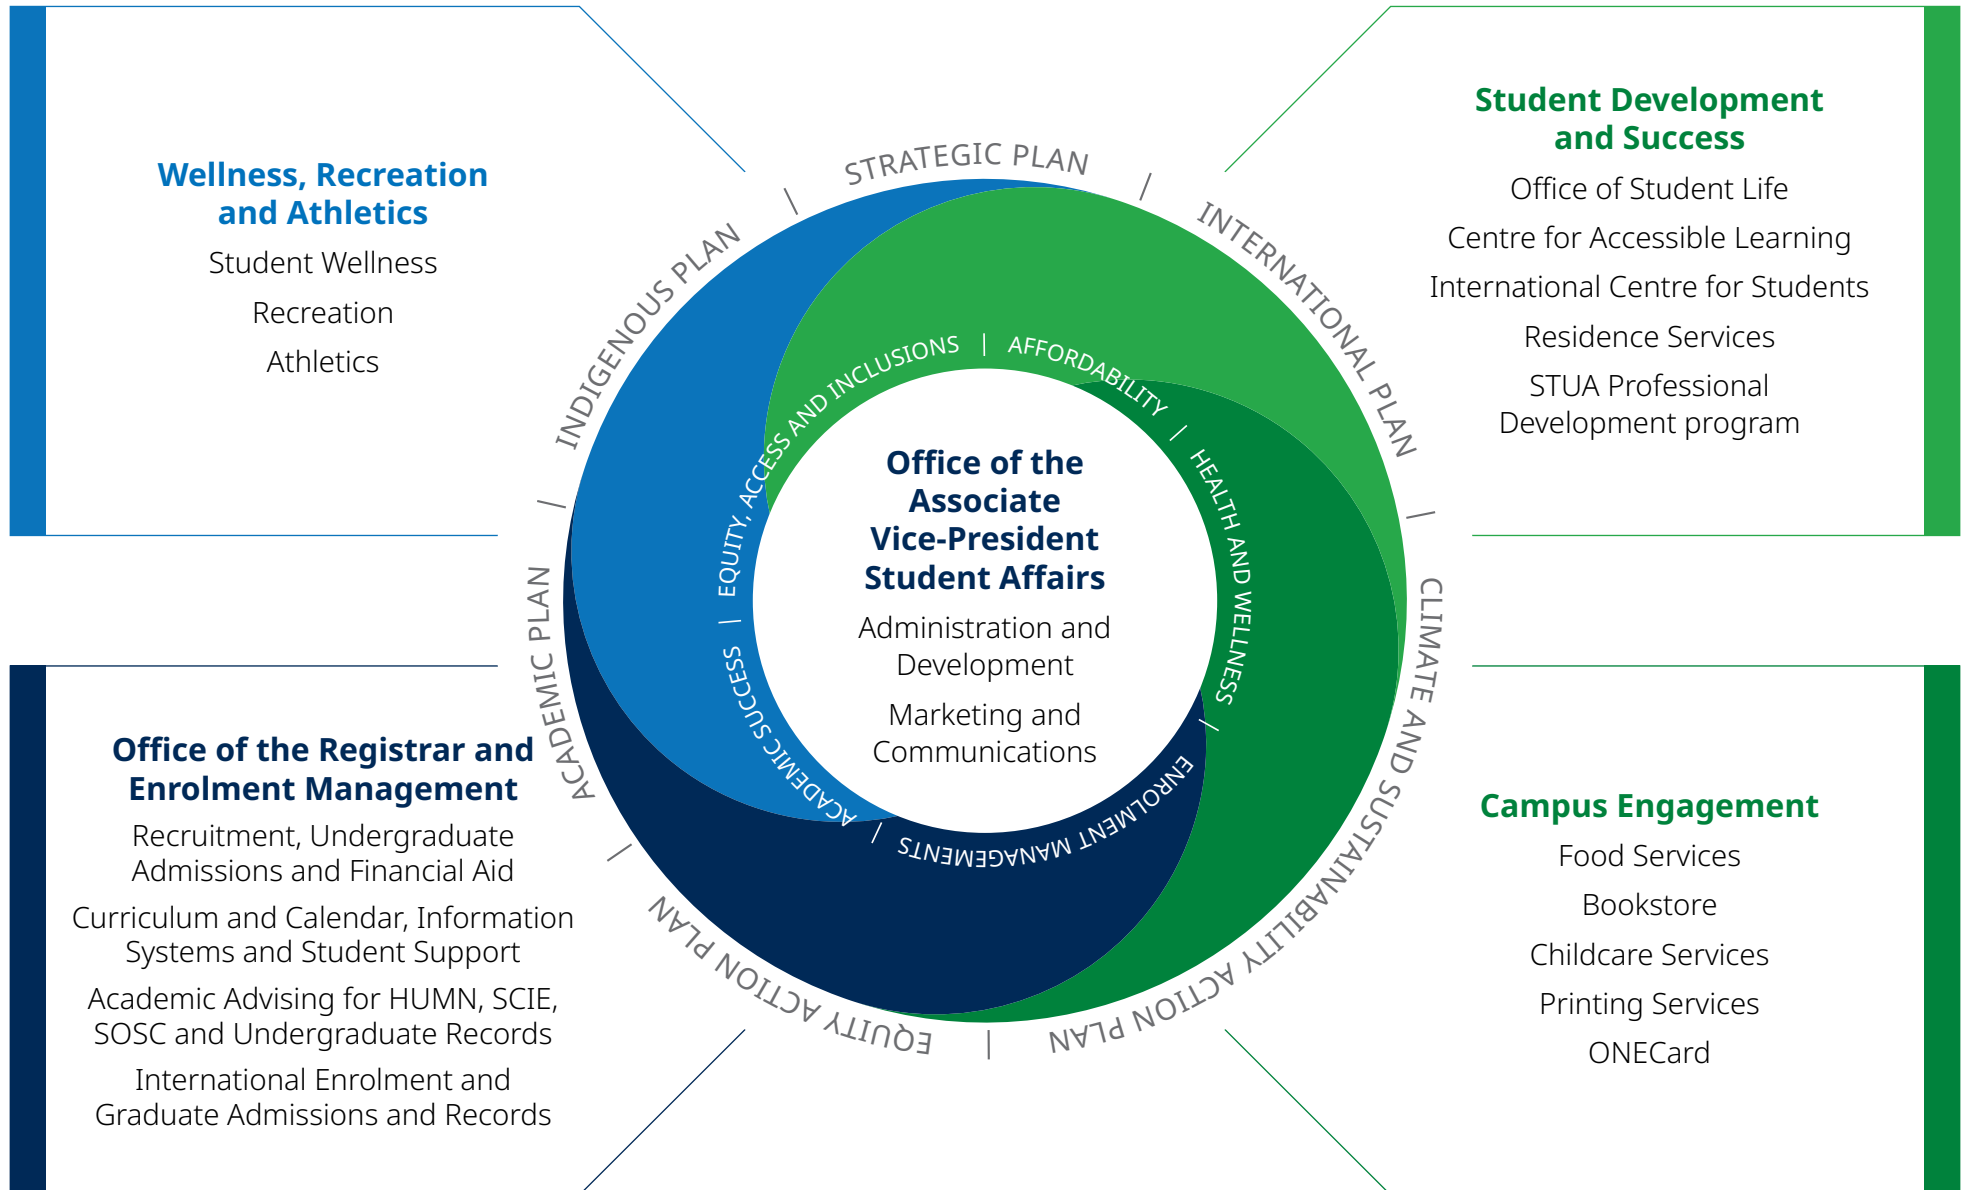 Wellness, Recreation
and Athletics
Student Wellness
Recreation
Athletics
Student Development
and Success
Office of Student Life
Centre for Accessible Learning
International Centre for Students
Residence Services
STUA Professional
Development program
STRATEGIC PLAN | INTERNATIONAL PLAN | CLIMATE AND SUSTAINABILITY ACTION PLAN | EQUITY ACTION PLAN | ACADEMIC PLAN | INDIGENOUS PLAN |
EQUITY, ACCESS AND INCLUSIONS | AFFORDABILITY | HEALTH AND WELLNESS | ENROLMENT MANAGEMENTS | ACADEMIC SUCCESS |
Office of the
Associate
Vice-President
Student Affairs
Administration and
Development
Marketing and
Communications
Office of the Registrar and
Enrolment Management
Recruitment, Undergraduate
Admissions and Financial Aid
Curriculum and Calendar, Information
Systems and Student Support
Academic Advising for HUMN, SCIE,
SOSC and Undergraduate Records
International Enrolment and
Graduate Admissions and Records
Campus Engagement
Food Services
Bookstore
Childcare Services
Printing Services
ONECard